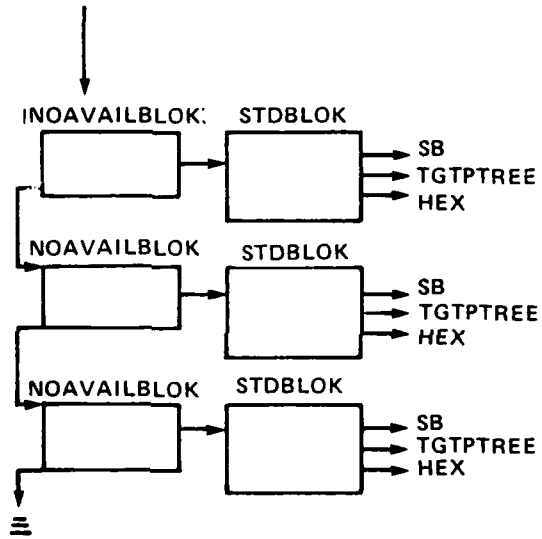 NOAVAILBLOK STDBLOK
SB
TGTPTREE
HEX
NOAVAILBLOK STDBLOK
SB
TGTPTREE
HEX
NOAVAILBLOK STDBLOK
SB
TGTPTREE
HEX